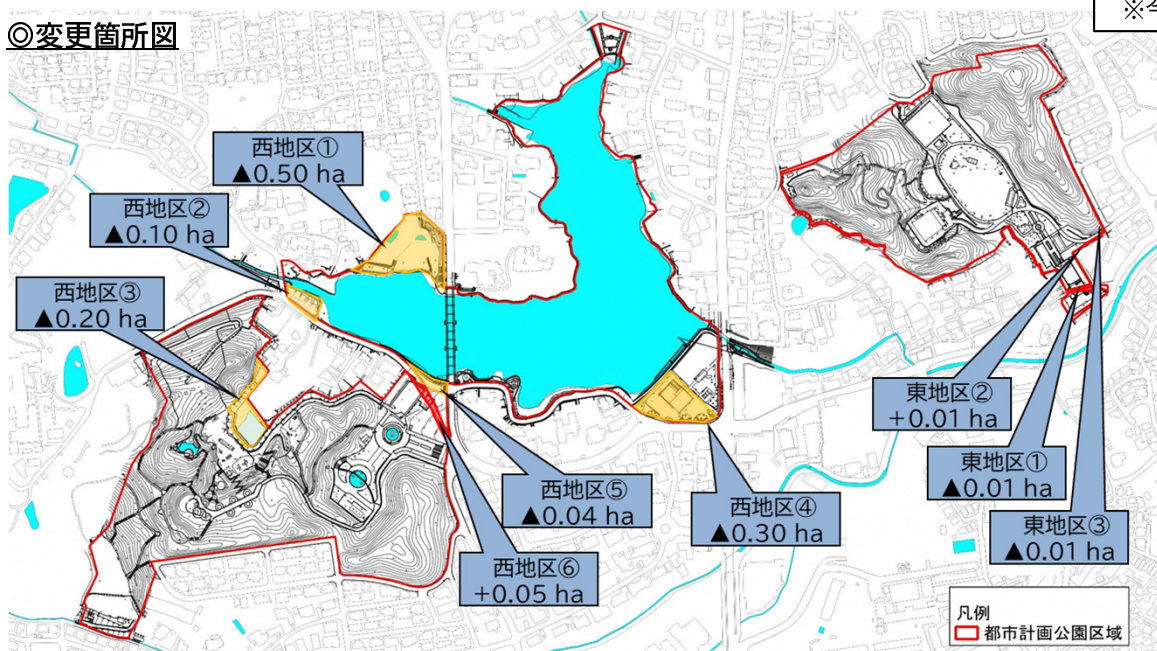 ※今
◎変更箇所図
西地区①
▲0.50 ha
西地区②
▲0.10 ha
西地区③
▲0.20 ha
東地区②
+0.01 ha
東地区①
▲0.01 ha
西地区⑤
▲0.04 ha
西地区④
▲0.30 ha
東地区③
▲0.01 ha
西地区⑥
+0.05 ha
凡例
都市計画公園区域